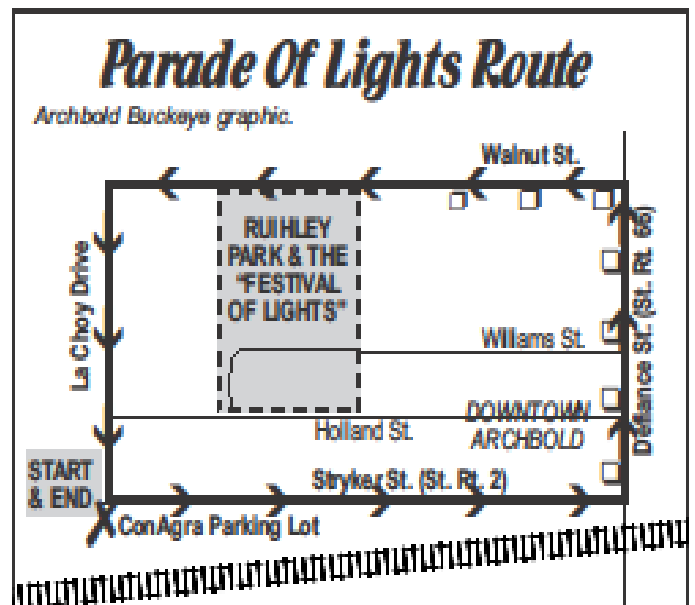 Parade Of Lights Route
Archbold Buckeye graphic.
Walnut St.
RUIHLEY
PARK & THE
"FESTIVAL
OF LIGHTS"
La Choy Drive
Defiance St. (St. Rt. 66)
Williams St.
DOWNTOWN
ARCHBOLD
Holland St.
START
& END
Stryker St. (St. Rt. 2)
ConAgra Parking Lot